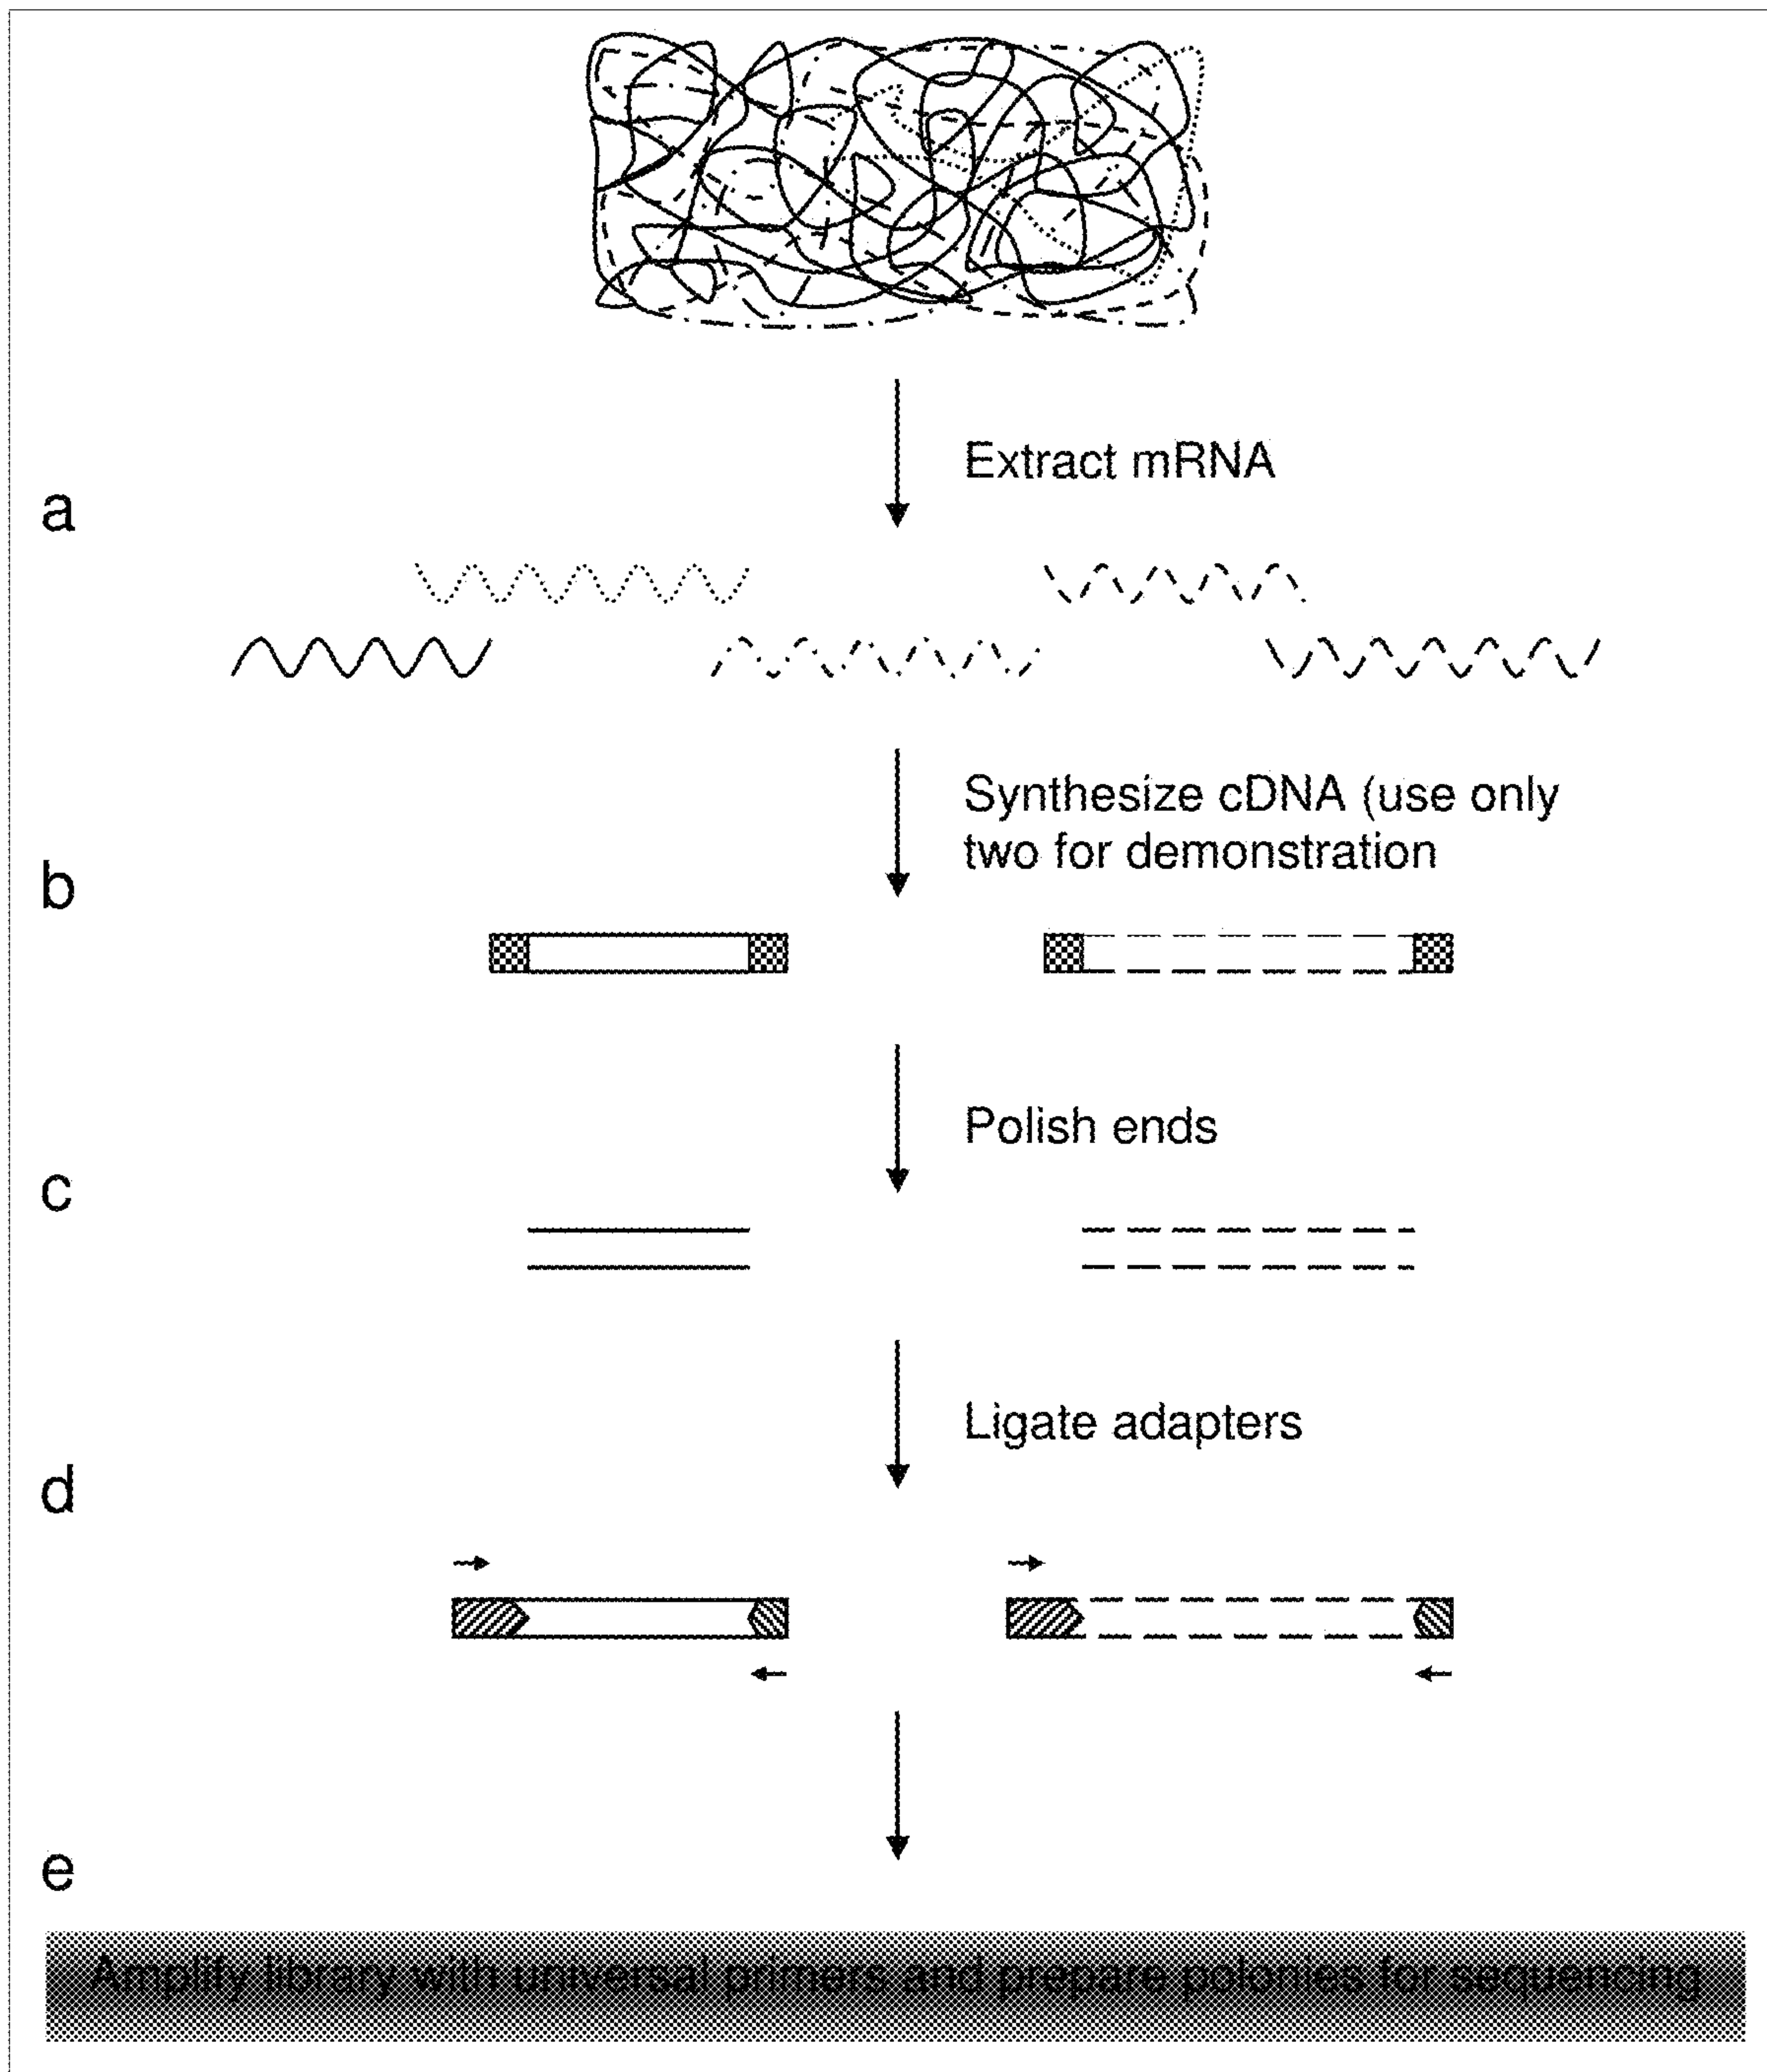 Extract mRNA
a
Synthesize cDNA (use only
two for demonstration
b
Polish ends
c
Ligate adapters
d
e
Amplify library with universal primers and prepare polonies for sequencing